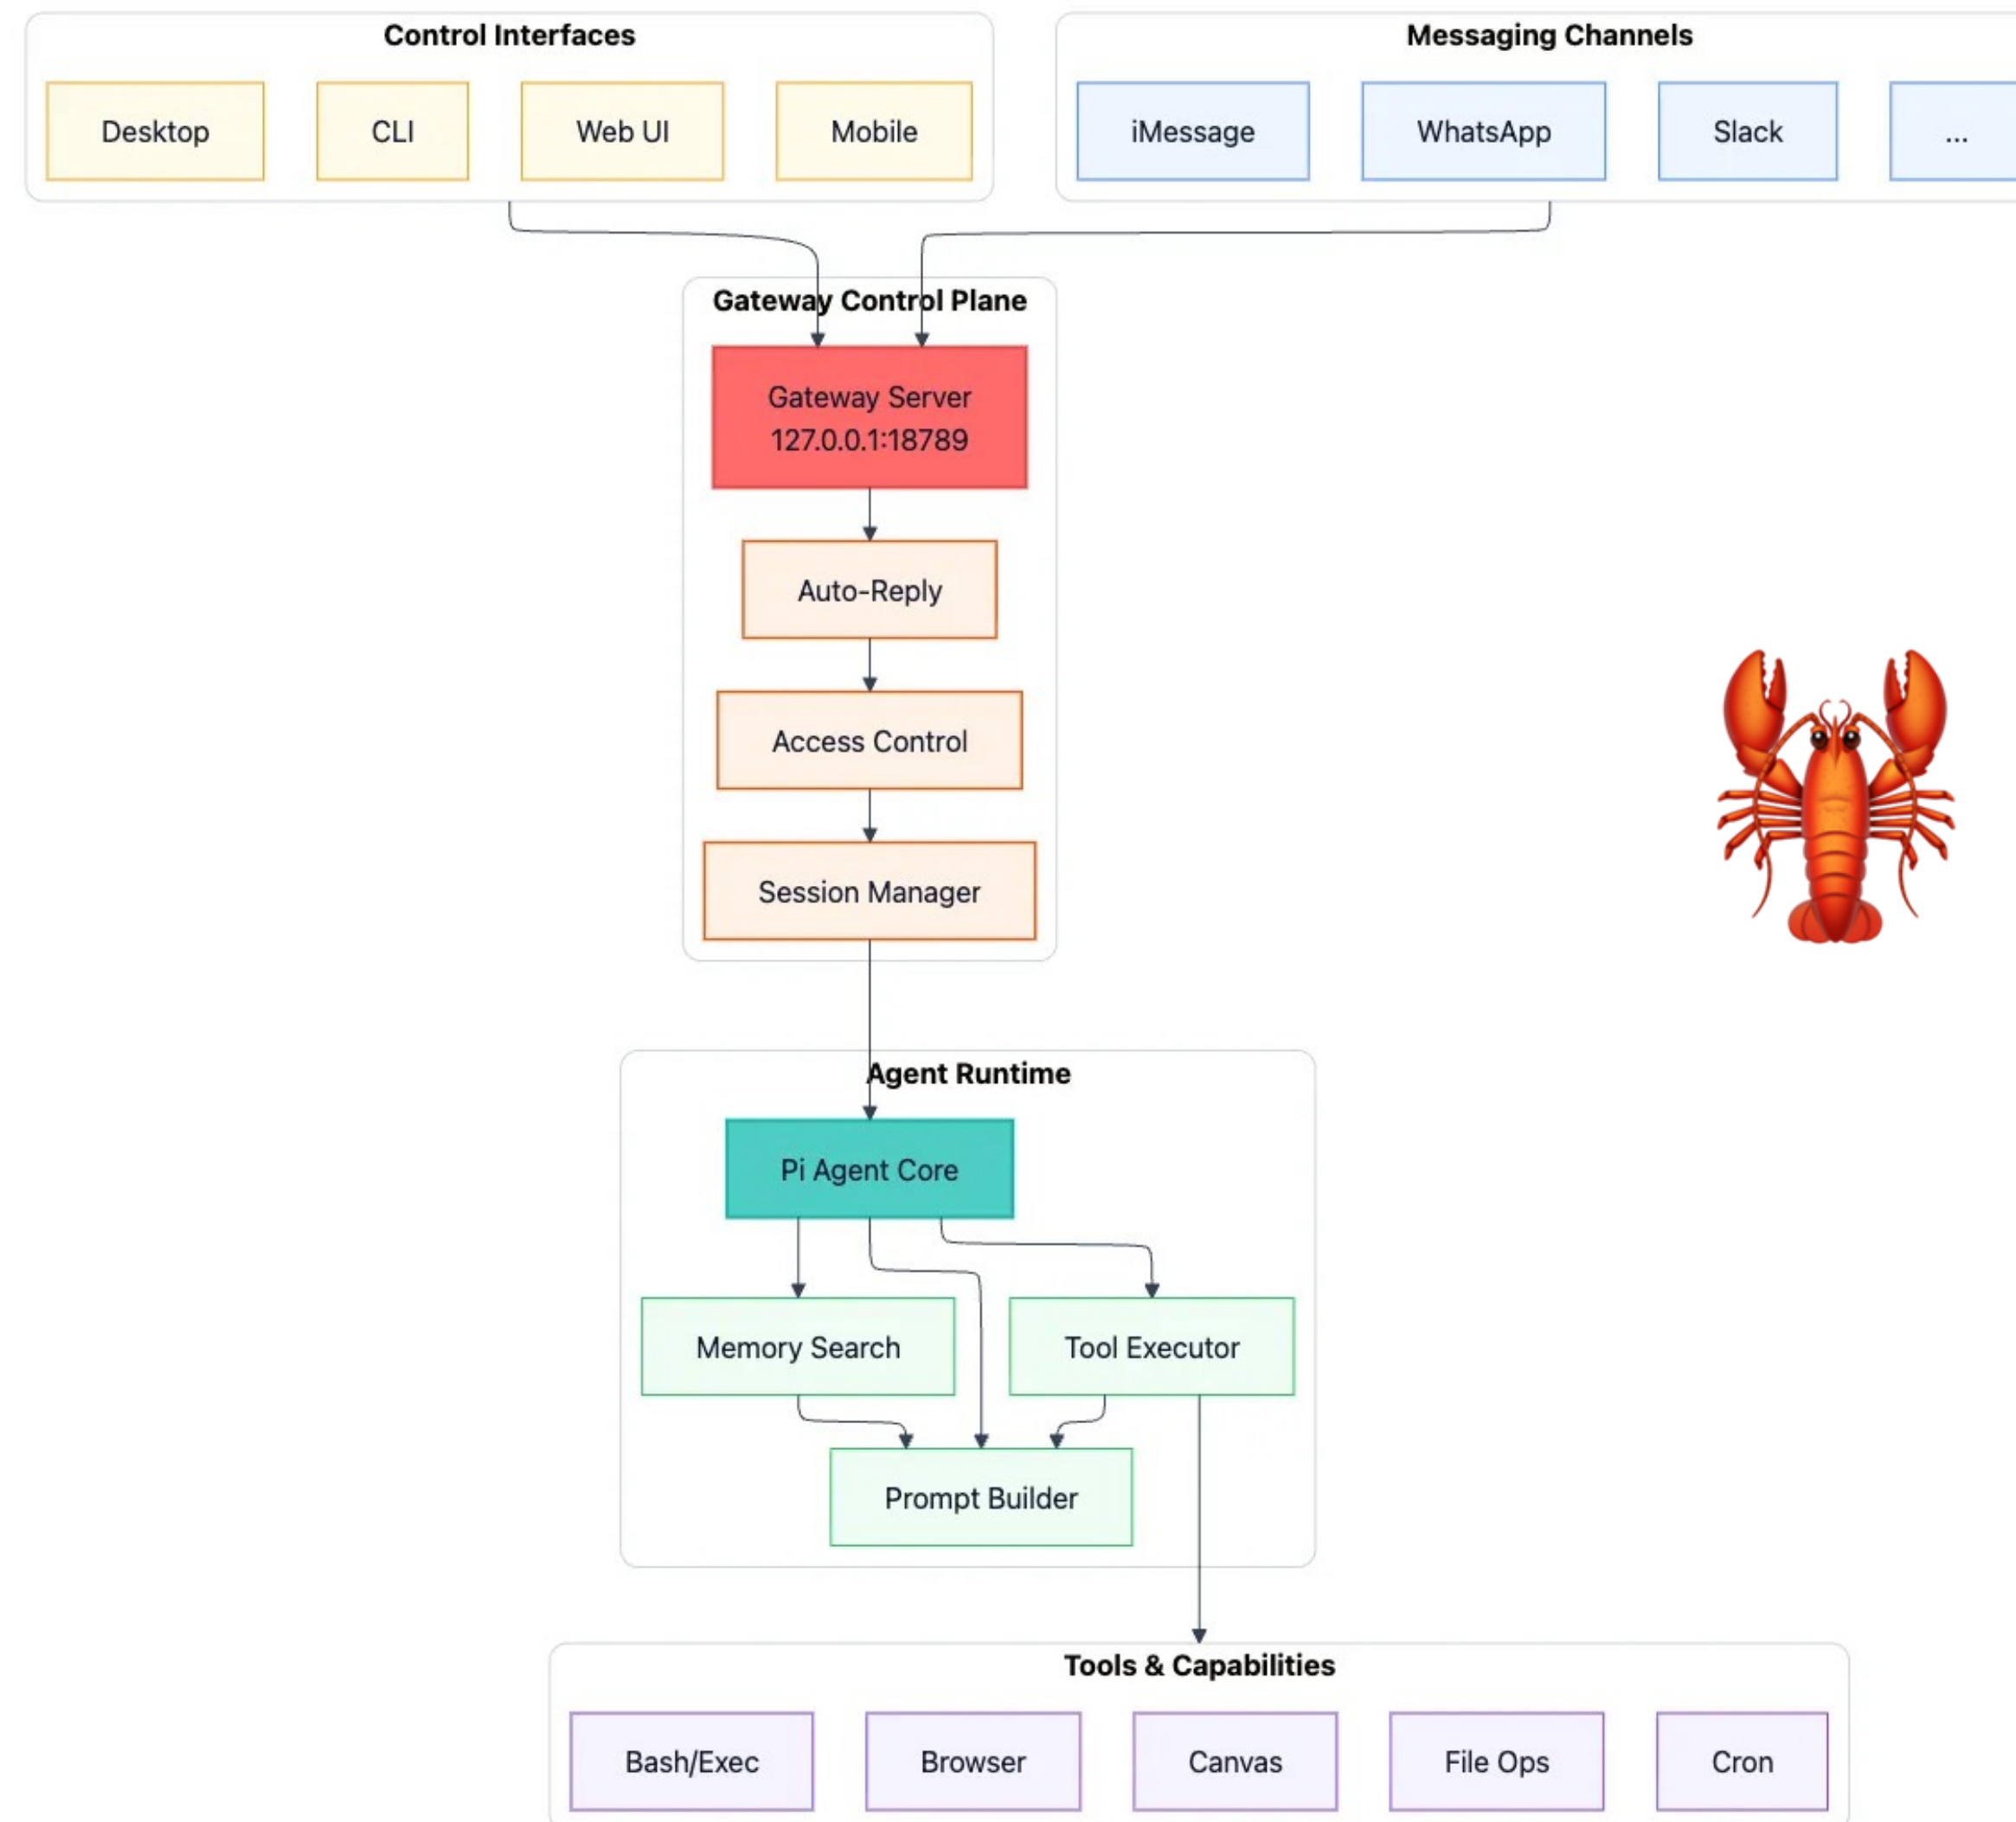 Control Interfaces
Desktop
CLI
Web UI
Mobile
Messaging Channels
iMessage
WhatsApp
Slack
...
Gateway Control Plane
Gateway Server
127.0.0.1:18789
Auto-Reply
Access Control
Session Manager
Agent Runtime
Pi Agent Core
Memory Search
Tool Executor
Prompt Builder
Tools & Capabilities
Bash/Exec
Browser
Canvas
File Ops
Cron